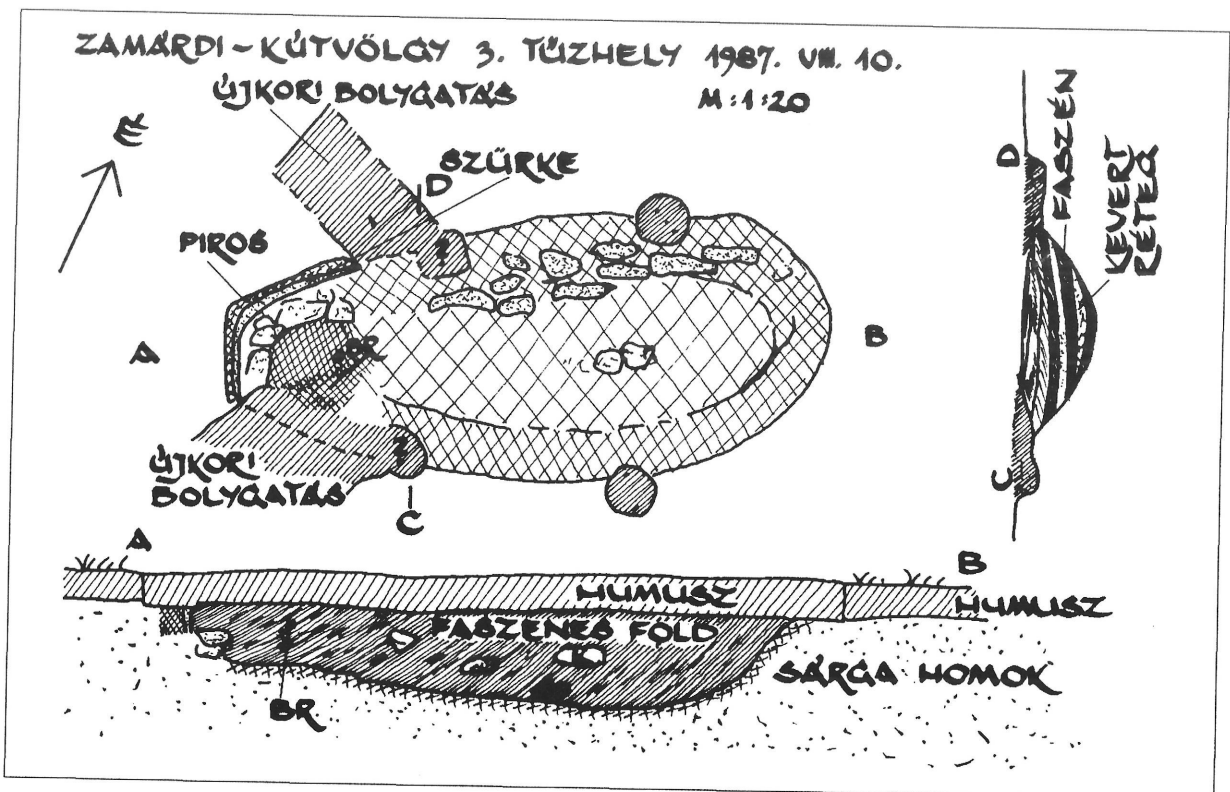 ZAMÁRDI-KÚTVÖLGY 3. TŰZHELY 1987. VIII. 10.
M:1:20
ÚJKORI BOLYGATÁS
É
SZÜRKE
D
PIROS
A
B
BR
ÚJKORI
BOLYGATÁS
C
D
FASZÉN
KEVERT
RÉTEG
C
A
B
HUMUSZ
HUMUSZ
FASZENES FÖLD
SÁRGA HOMOK
BR